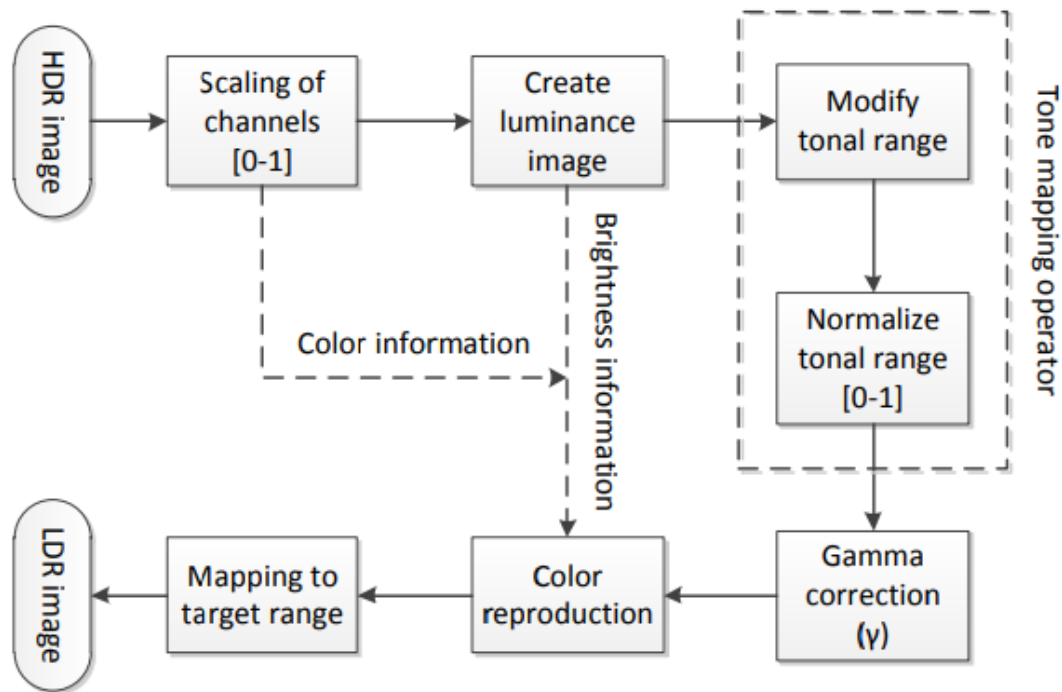 HDR image
Scaling of
channels
[0-1]
Create
luminance
image
Modify
tonal range
Tone mapping operator
Normalize
tonal range
[0-1]
Color information
Brightness information
Gamma
correction
(γ)
Color
reproduction
Mapping to
target range
LDR image